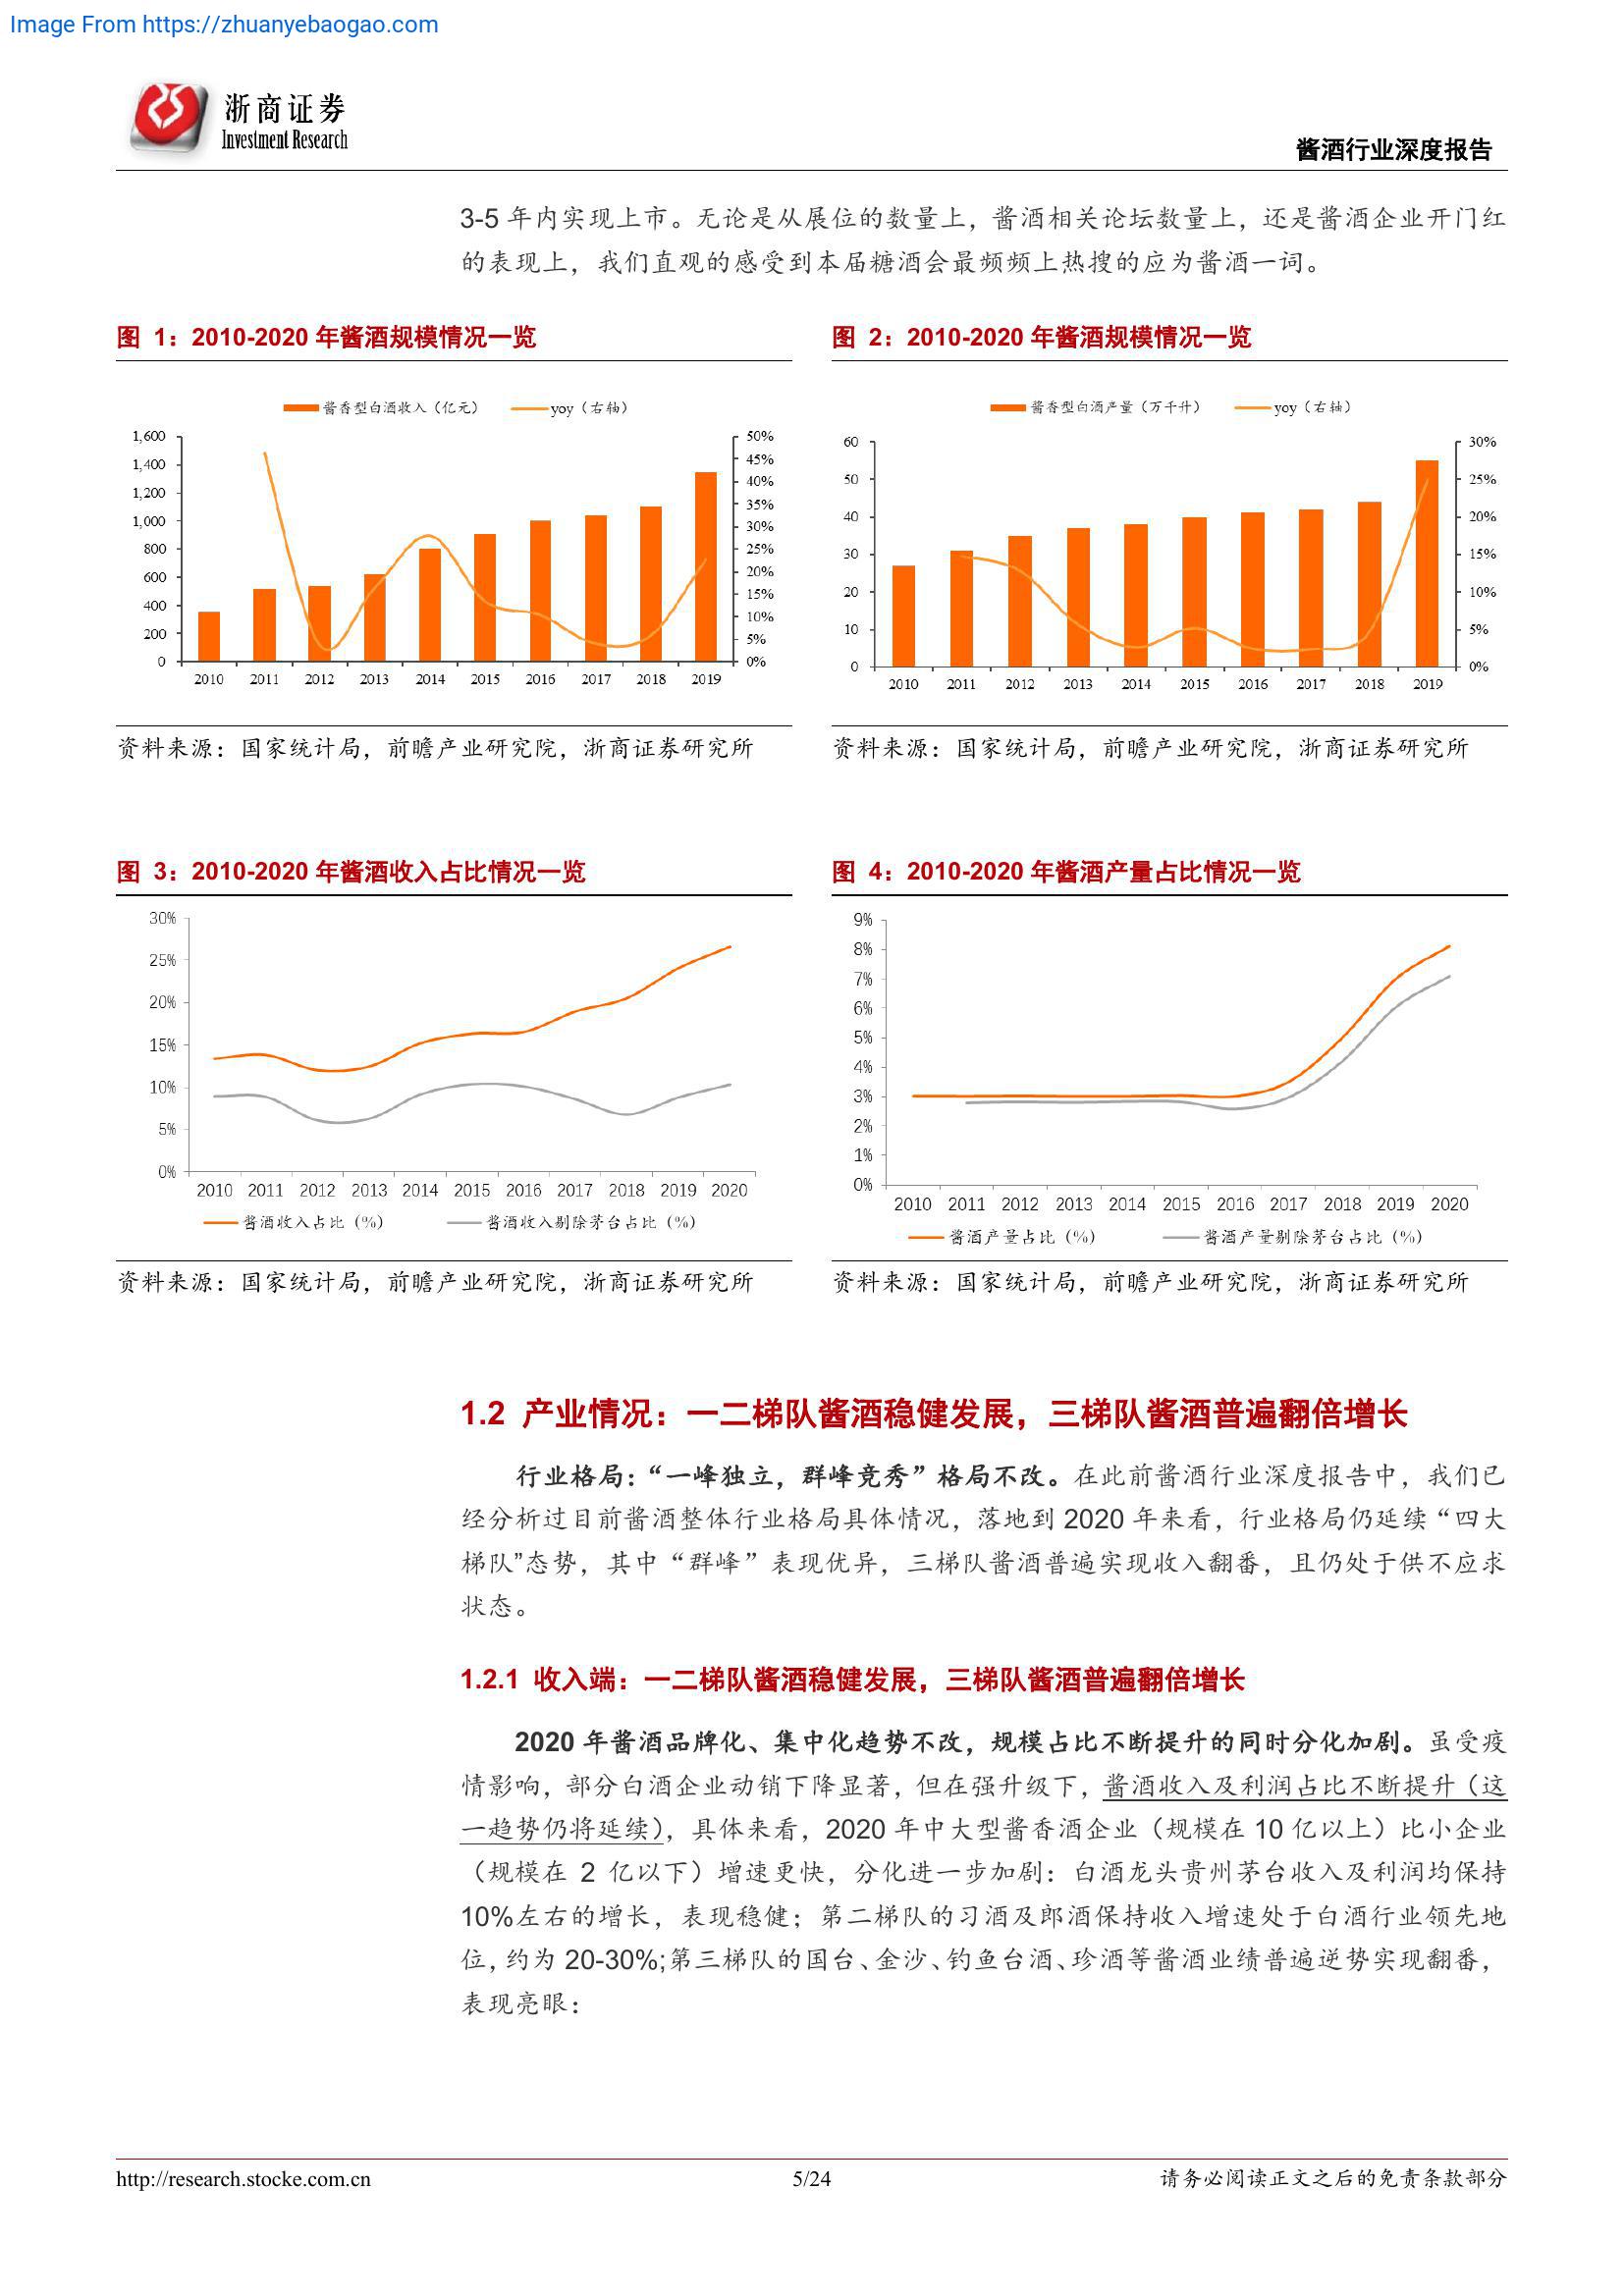 Image From https://zhuanyebaogao.com
浙商证券
Investment Research
酱酒行业深度报告
3-5 年内实现上市。无论是从展位的数量上，酱酒相关论坛数量上，还是酱酒企业开门红
的表现上，我们直观的感受到本届糖酒会最频频上热搜的应为酱酒一词。
图 1：2010-2020 年酱酒规模情况一览
酱香型白酒收入（亿元） yoy（右轴）
1,600
1,400
1,200
1,000
800
600
400
200
0
50%
45%
40%
35%
30%
25%
20%
15%
10%
5%
0%
2010 2011 2012 2013 2014 2015 2016 2017 2018 2019
资料来源：国家统计局，前瞻产业研究院，浙商证券研究所
图 2：2010-2020 年酱酒规模情况一览
酱香型白酒产量（万千升） yoy（右轴）
60
50
40
30
20
10
0
30%
25%
20%
15%
10%
5%
0%
2010 2011 2012 2013 2014 2015 2016 2017 2018 2019
资料来源：国家统计局，前瞻产业研究院，浙商证券研究所
图 3：2010-2020 年酱酒收入占比情况一览
30%
25%
20%
15%
10%
5%
0%
2010 2011 2012 2013 2014 2015 2016 2017 2018 2019 2020
酱酒收入占比（%） 酱酒收入剔除茅台占比（%）
资料来源：国家统计局，前瞻产业研究院，浙商证券研究所
图 4：2010-2020 年酱酒产量占比情况一览
9%
8%
7%
6%
5%
4%
3%
2%
1%
0%
2010 2011 2012 2013 2014 2015 2016 2017 2018 2019 2020
酱酒产量占比（%） 酱酒产量剔除茅台占比（%）
资料来源：国家统计局，前瞻产业研究院，浙商证券研究所
1.2 产业情况：一二梯队酱酒稳健发展，三梯队酱酒普遍翻倍增长
行业格局：“一峰独立，群峰竞秀”格局不改。在此前酱酒行业深度报告中，我们已
经分析过目前酱酒整体行业格局具体情况，落地到 2020 年来看，行业格局仍延续“四大
梯队”态势，其中“群峰”表现优异，三梯队酱酒普遍实现收入翻番，且仍处于供不应求
状态。
1.2.1 收入端：一二梯队酱酒稳健发展，三梯队酱酒普遍翻倍增长
2020 年酱酒品牌化、集中化趋势不改，规模占比不断提升的同时分化加剧。虽受疫
情影响，部分白酒企业动销下降显著，但在强升级下，酱酒收入及利润占比不断提升（这
一趋势仍将延续），具体来看，2020 年中大型酱香酒企业（规模在 10 亿以上）比小企业
（规模在 2 亿以下）增速更快，分化进一步加剧：白酒龙头贵州茅台收入及利润均保持
10%左右的增长，表现稳健；第二梯队的习酒及郎酒保持收入增速处于白酒行业领先地
位，约为 20-30%;第三梯队的国台、金沙、钓鱼台酒、珍酒等酱酒业绩普遍逆势实现翻番，
表现亮眼：
http://research.stocke.com.cn
5/24
请务必阅读正文之后的免责条款部分